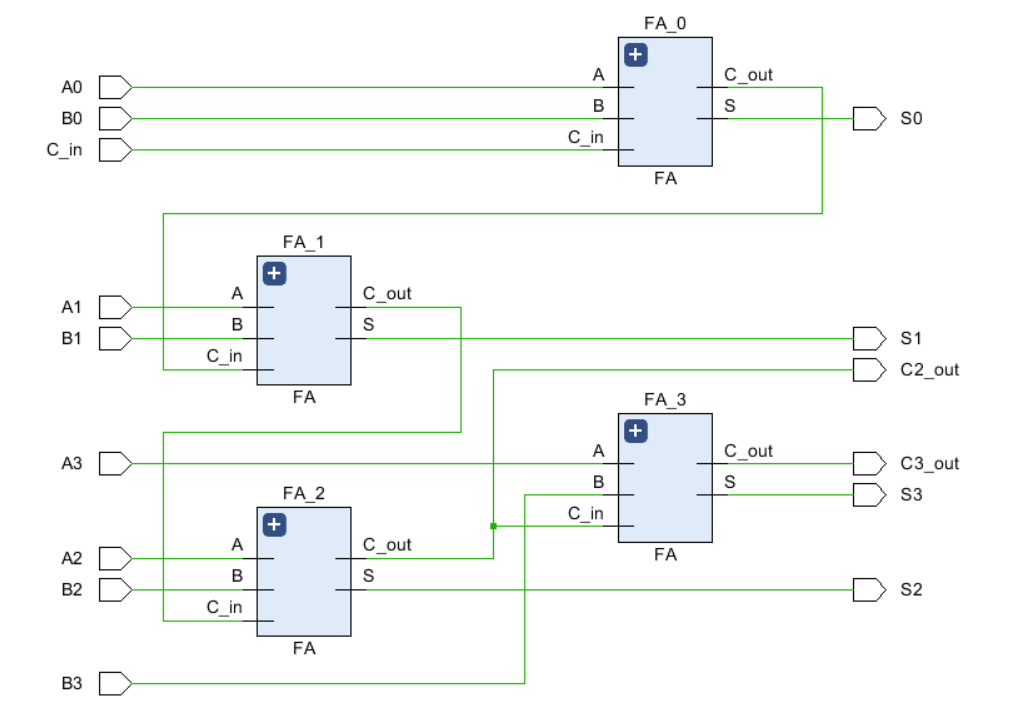 FA_0
A0
A
C_out
B0
B
S
S0
C_in
C_in
FA
FA_1
A1
A
C_out
B1
B
S
S1
C_in
C2_out
FA
FA_3
A3
A
C_out
C3_out
B
S
S3
C_in
FA_2
A2
A
C_out
FA
B2
B
S
S2
C_in
FA
B3